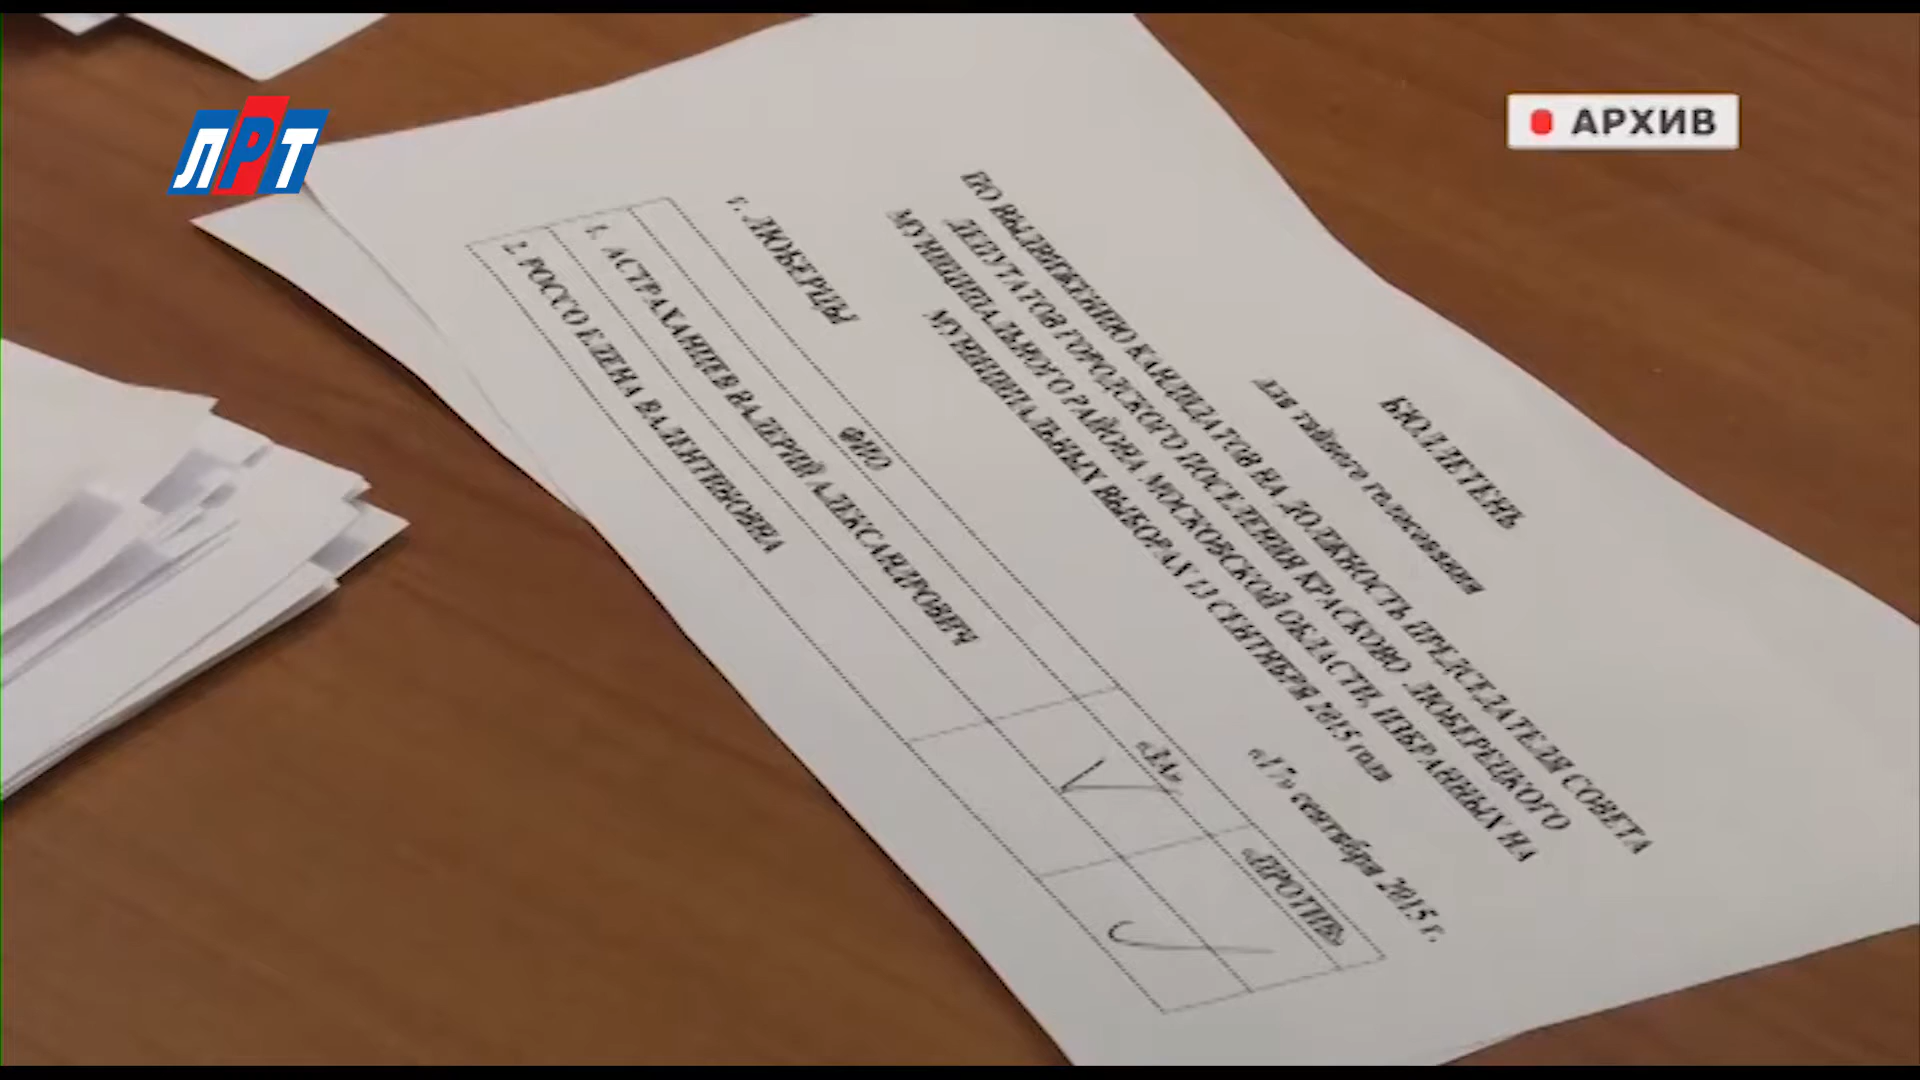 ЛРТ
АРХИВ
БЮЛЛЕТЕНЬ
для тайного голосования
ПО ВЫДВИЖЕНИЮ КАНДИДАТОВ НА ДОЛЖНОСТЬ ПРЕДСЕДАТЕЛЯ СОВЕТА
ДЕПУТАТОВ ГОРОДСКОГО ПОСЕЛЕНИЯ КРАСКОВО ЛЮБЕРЕЦКОГО
МУНИЦИПАЛЬНОГО РАЙОНА МОСКОВСКОЙ ОБЛАСТИ, ИЗБРАННЫХ НА
МУНИЦИПАЛЬНЫХ ВЫБОРАХ 13 СЕНТЯБРЯ 2015 года
г. ЛЮБЕРЦЫ «17» сентября 2015 г.
ФИО «ЗА» «ПРОТИВ»
1. АСТРАХАНЦЕВ ВАЛЕРИЙ АЛЕКСАНДРОВИЧ
2. РОССО ЕЛЕНА ВАЛЕНТИНОВНА